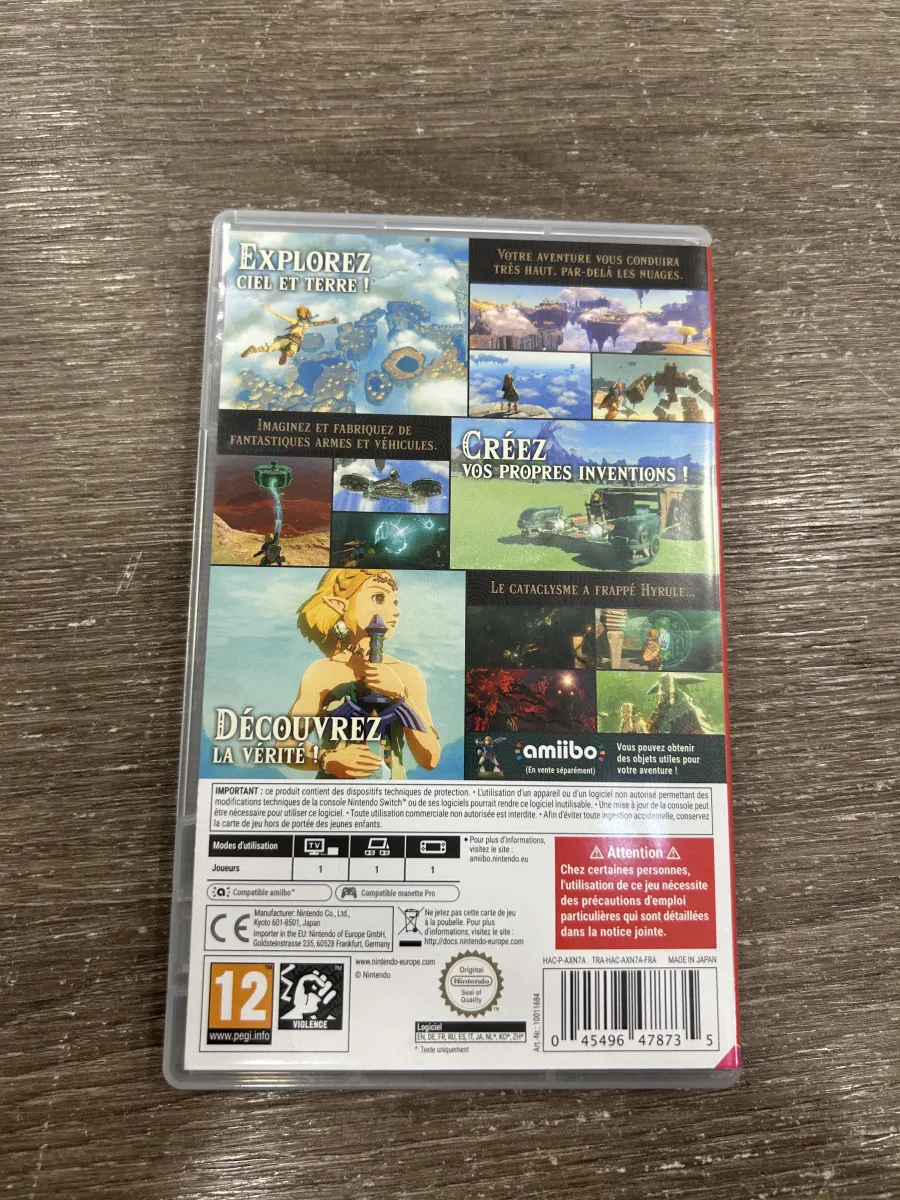 EXPLOREZ
CIEL ET TERRE !
VOTRE AVENTURE VOUS CONDUIRA
TRÈS HAUT, PAR-DELÀ LES NUAGES.
IMAGINEZ ET FABRIQUEZ DE
FANTASTIQUES ARMES ET VÉHICULES.
CRÉEZ
VOS PROPRES INVENTIONS !
DÉCOUVREZ
LA VÉRITÉ !
LE CATACLYSME A FRAPPÉ HYRULE...
amiibo
(En vente séparément)
Vous pouvez obtenir
des objets utiles pour
votre aventure !
IMPORTANT : ce produit contient des dispositifs techniques de protection. • L'utilisation d'un appareil ou d'un logiciel non autorisé permettant des
modifications techniques de la console Nintendo Switch™ ou de ses logiciels pourrait rendre ce logiciel inutilisable. • Une mise à jour de la console peut
être nécessaire pour utiliser ce logiciel. • Toute utilisation commerciale non autorisée est interdite. • Afin d'éviter toute ingestion accidentelle, conservez
la carte de jeu hors de portée des jeunes enfants.
Modes d'utilisation
TV
Joueurs
1
1
1
• Pour plus d'informations,
visitez le site :
amiibo.nintendo.eu
Compatible amiibo™
Compatible manette Pro
Attention
Chez certaines personnes,
l'utilisation de ce jeu nécessite
des précautions d'emploi
particulières qui sont détaillées
dans la notice jointe.
CE
Manufacturer: Nintendo Co., Ltd.,
Kyoto 601-8501, Japan
Importer in the EU: Nintendo of Europe GmbH,
Goldsteinstrasse 235, 60528 Frankfurt, Germany
Ne jetez pas cette carte de jeu
à la poubelle. Pour plus
d'informations, visitez le site :
http://docs.nintendo-europe.com
12
www.pegi.info
VIOLENCE
www.nintendo-europe.com
© Nintendo
Original
Nintendo
Seal of
Quality
Logiciel
EN, DE, FR, RU, ES, IT, JA, NL*, KO*, ZH*
* Texte uniquement
Art.-Nr.: 10011684
HAC-P-AXN7A TRA-HAC-AXN7A-FRA MADE IN JAPAN
0 45496 47873 5